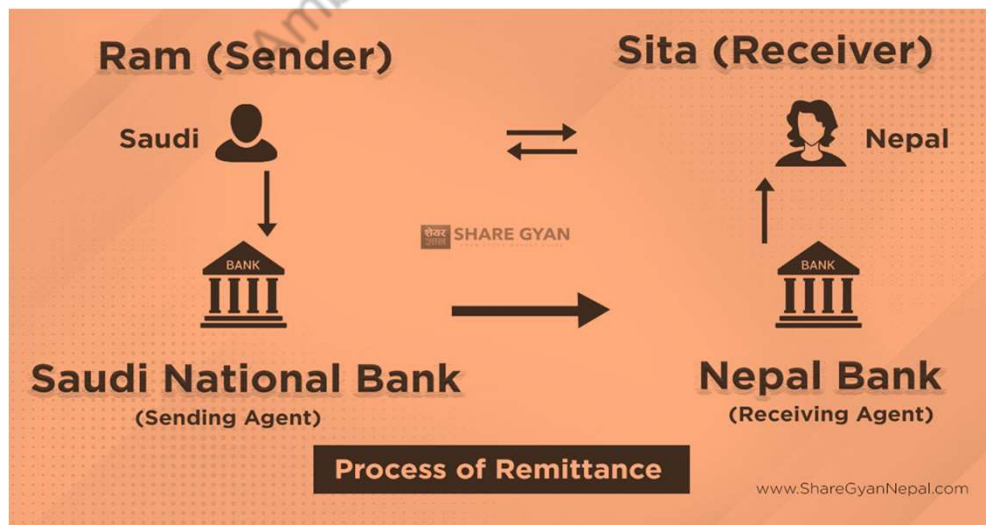 Ram (Sender)
Sita (Receiver)
Saudi
Nepal
शेयर
ज्ञान
SHARE GYAN
BANK
BANK
Saudi National Bank
(Sending Agent)
Nepal Bank
(Receiving Agent)
Process of Remittance
www.ShareGyanNepal.com